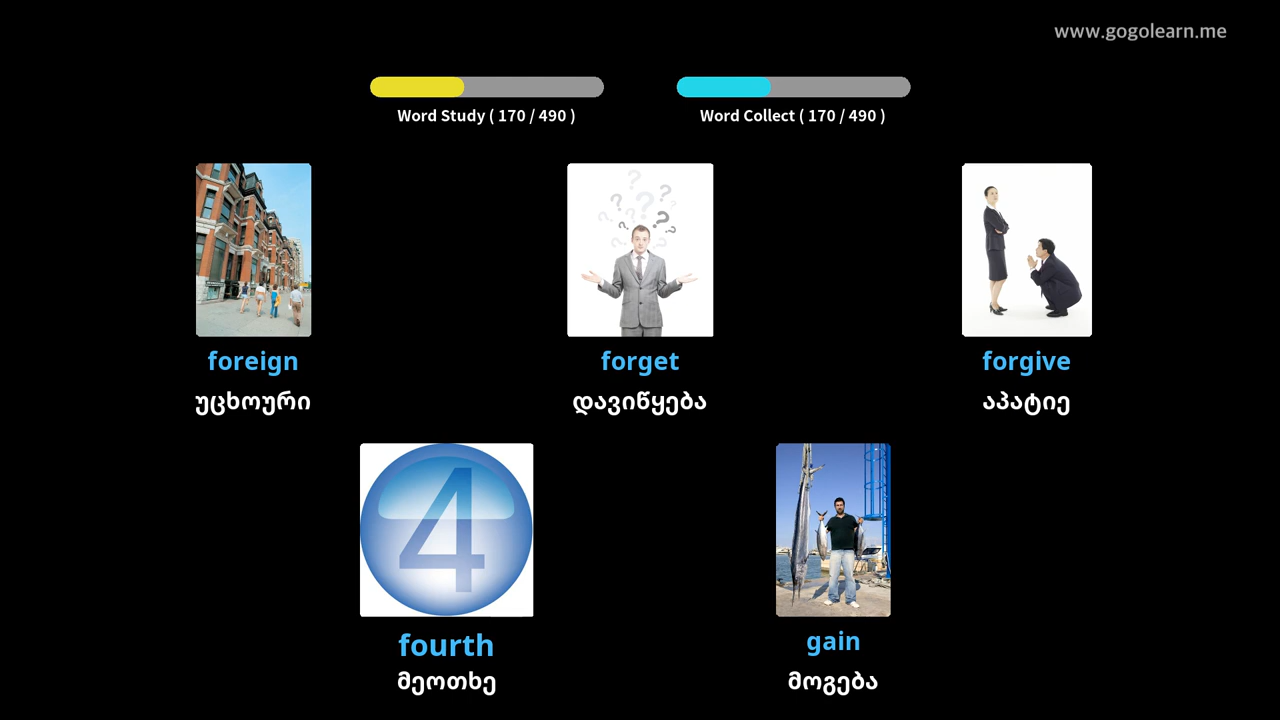 www.gogolearn.me
Word Study ( 170 / 490 )
Word Collect ( 170 / 490 )
foreign
forget
forgive
უცხოური
დავიწყება
აპატიე
4
fourth
gain
მეოთხე
მოგება